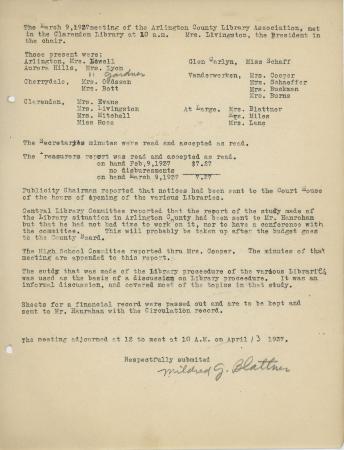 The March 9,1937meeting of the Arlington County Library Association, met
in the Clarendon Library at 10 a.m. Mrs. Livingston, the President in
the chair.
Those present were:
Arlington, Mrs. Nowell Glen Carlyn, Miss Schaff
Aurora Hills, Mrs. Lyon
" Gardner Vanderwerken, Mrs. Cooper
Cherrydale, Mrs. Mrs. Schaeffer
Mrs. Bott Mrs. Buckman
Mrs. Burns
Clarendon, Mrs. Evans
Mrs. Livingston At Large. Mrs. Blattner
Mrs. Mitchell Mrs. Miles
Miss Hoes Mrs. Lane
The Secretarys minutes were read and accepted as read.
The Treasurers report was read and accepted as read.
on hand Feb.9,1937 $7.27
no disbursements
on hand March 9,1937 7.27
Publicity Chairman reported that notices had been sent to the Court House
of the hours of opening of the various Libraries.
Central Library Committee reported that the report of the study made of
the Library situation in Arlington County had been sent to Mr. Hanrahan
but that he had not had time to work on it, nor to have a conference with
the committee. This will probably be taken up after the budget goes
to the County Board.
The High School Committee reported thru Mrs. Cooper. The minutes of that
meeting are appended to this report.
The that was made of the Library procedure of the various
was used as the basis of a discussion on Library procedure. It was an
informal discussion, and covered most of the topics in that study.
Sheets for a financial record were passed out and are to be kept and
sent to Mr. Hanrahan with the Circulation record.
The meeting adjourned at 12 to meet at 10 A.M. on April 13 1937.
Respectfully submited
Mildred G. Blattner